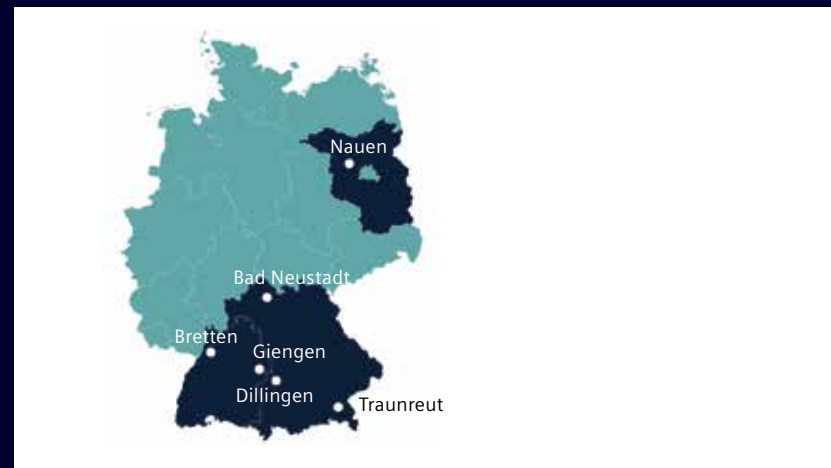 Nauen
Bad Neustadt
Bretten
Giengen
Dillingen
Traunreut